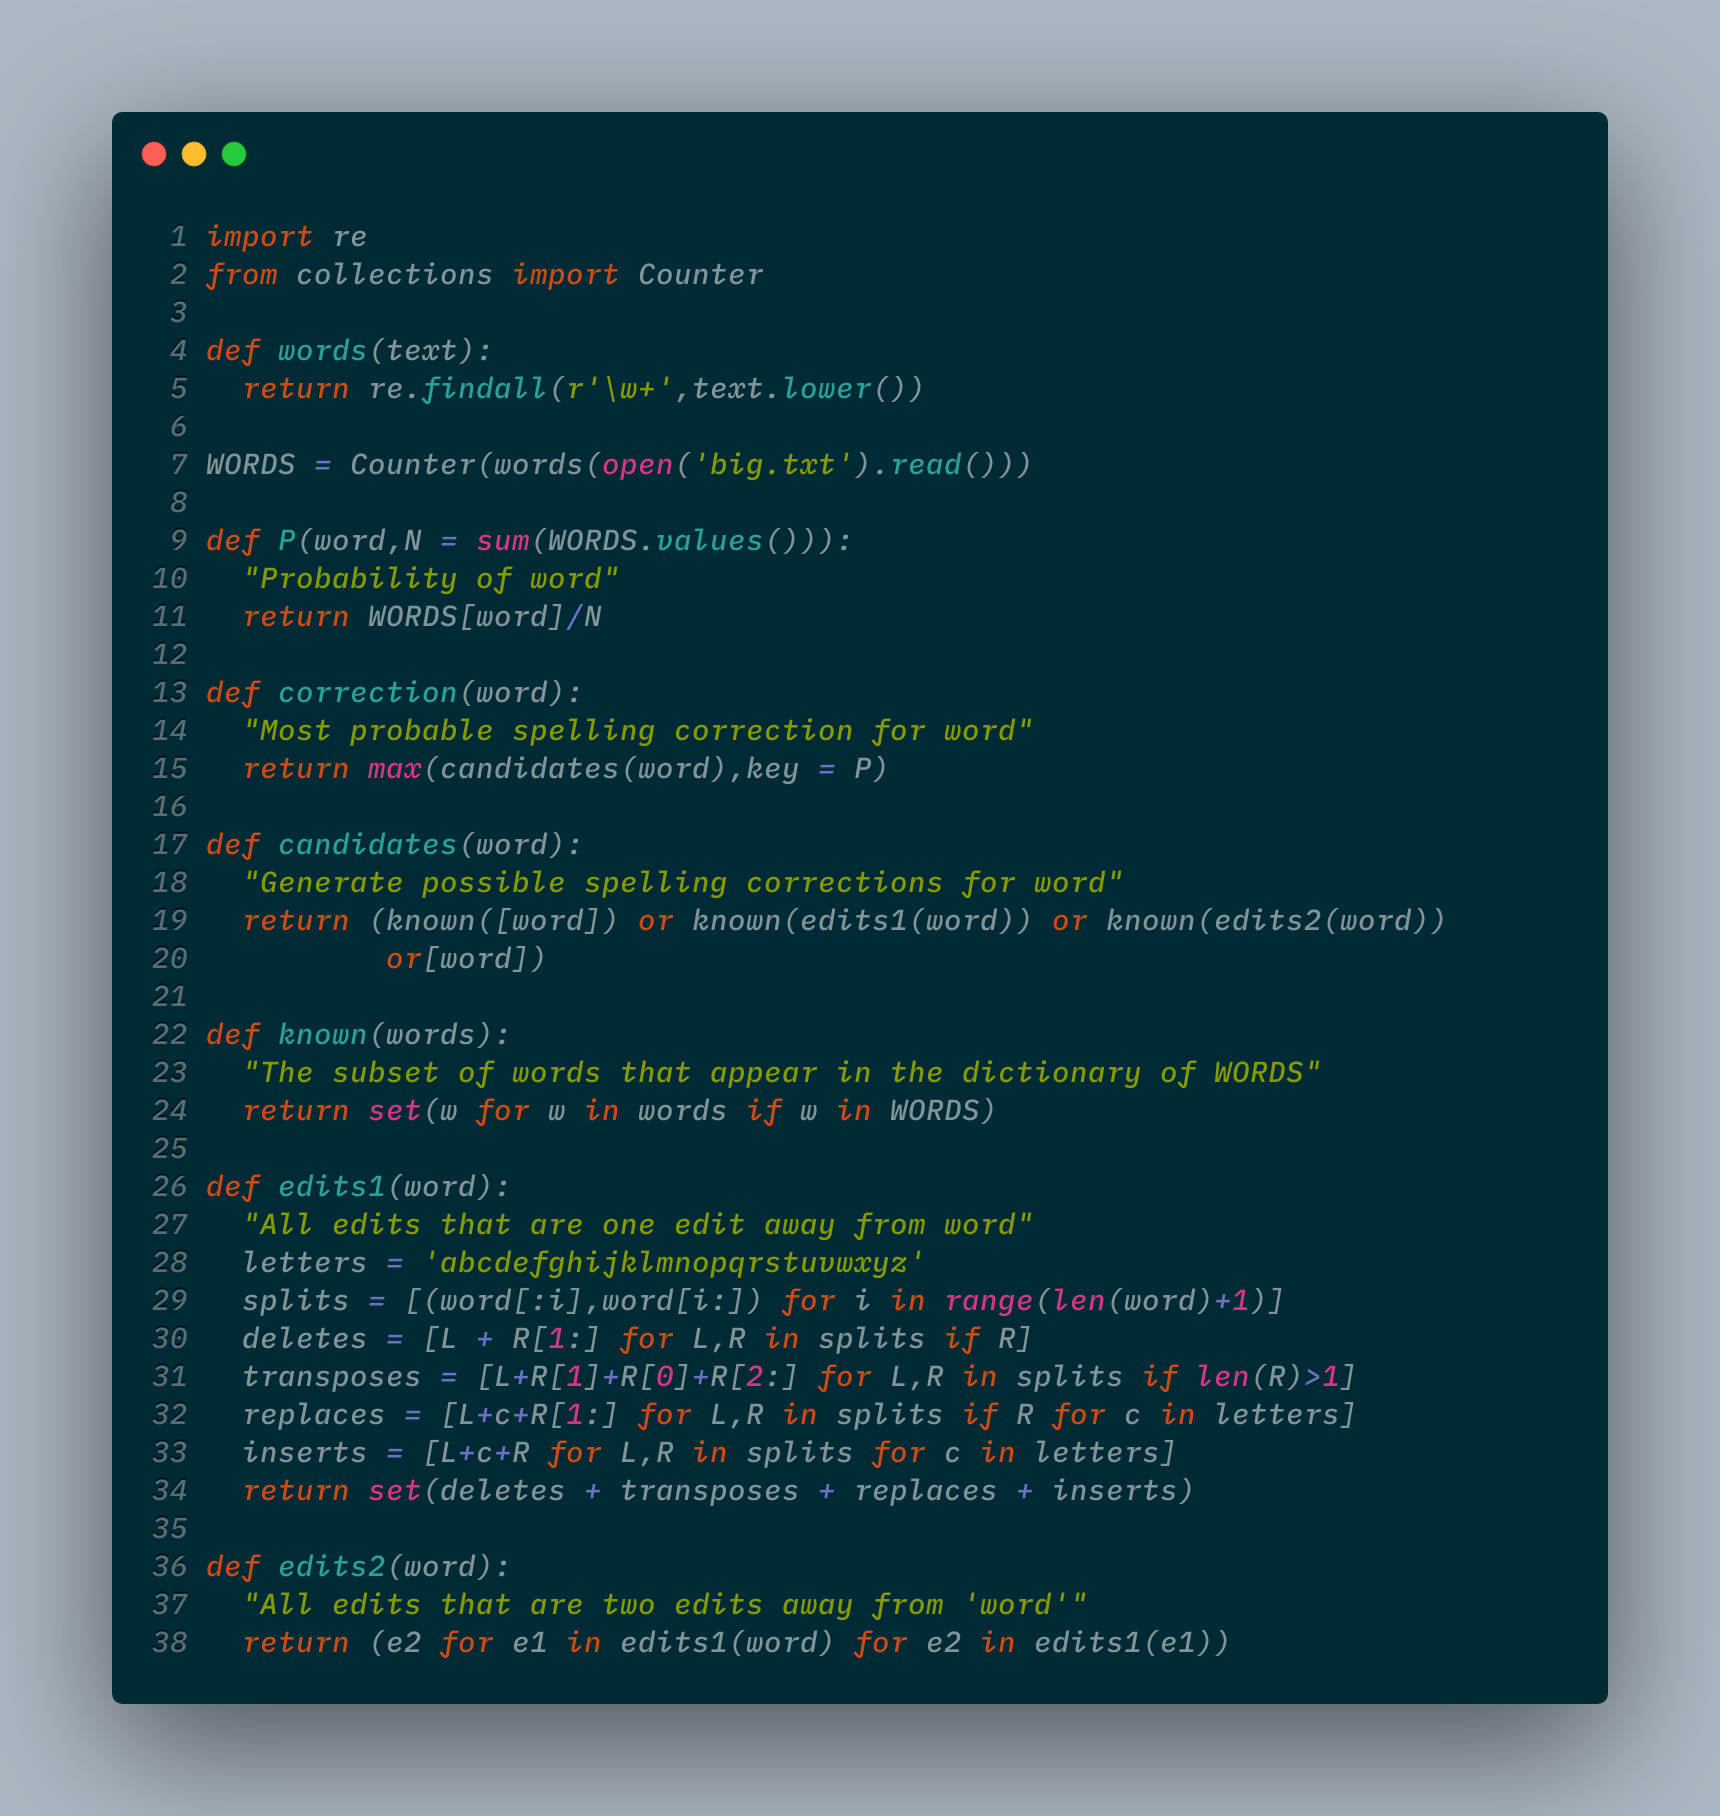 1 import re
2 from collections import Counter
3
4 def words(text):
5   return re.findall(r'\w+',text.lower())
6
7 WORDS = Counter(words(open('big.txt').read()))
8
9 def P(word,N = sum(WORDS.values())):
10   "Probability of word"
11   return WORDS[word]/N
12
13 def correction(word):
14   "Most probable spelling correction for word"
15   return max(candidates(word),key = P)
16
17 def candidates(word):
18   "Generate possible spelling corrections for word"
19   return (known([word]) or known(edits1(word)) or known(edits2(word))
20           or[word])
21
22 def known(words):
23   "The subset of words that appear in the dictionary of WORDS"
24   return set(w for w in words if w in WORDS)
25
26 def edits1(word):
27   "All edits that are one edit away from word"
28   letters = 'abcdefghijklmnopqrstuvwxyz'
29   splits = [(word[:i],word[i:]) for i in range(len(word)+1)]
30   deletes = [L + R[1:] for L,R in splits if R]
31   transposes = [L+R[1]+R[0]+R[2:] for L,R in splits if len(R)>1]
32   replaces = [L+c+R[1:] for L,R in splits if R for c in letters]
33   inserts = [L+c+R for L,R in splits for c in letters]
34   return set(deletes + transposes + replaces + inserts)
35
36 def edits2(word):
37   "All edits that are two edits away from 'word'"
38   return (e2 for e1 in edits1(word) for e2 in edits1(e1))